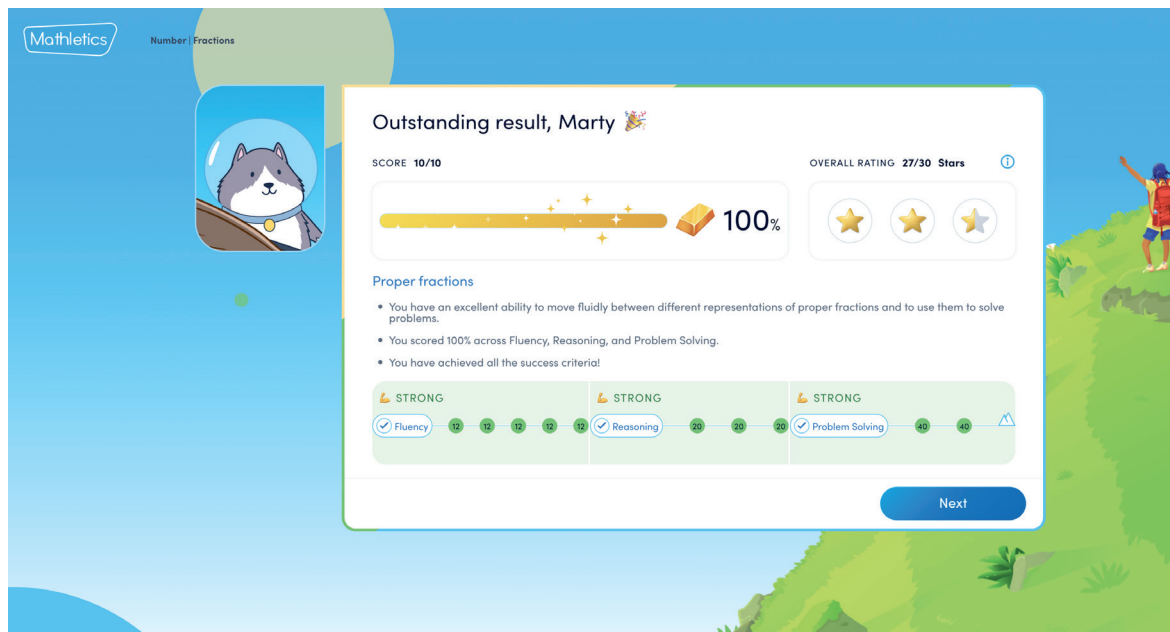 Mathletics
Number | Fractions
Outstanding result, Marty
SCORE 10/10
OVERALL RATING 27/30 Stars
100%
Proper fractions
• You have an excellent ability to move fluidly between different representations of proper fractions and to use them to solve
problems.
• You scored 100% across Fluency, Reasoning, and Problem Solving.
• You have achieved all the success criteria!
STRONG STRONG STRONG
Fluency 12 12 12 12 12 Reasoning 20 20 20 Problem Solving 40 40
Next